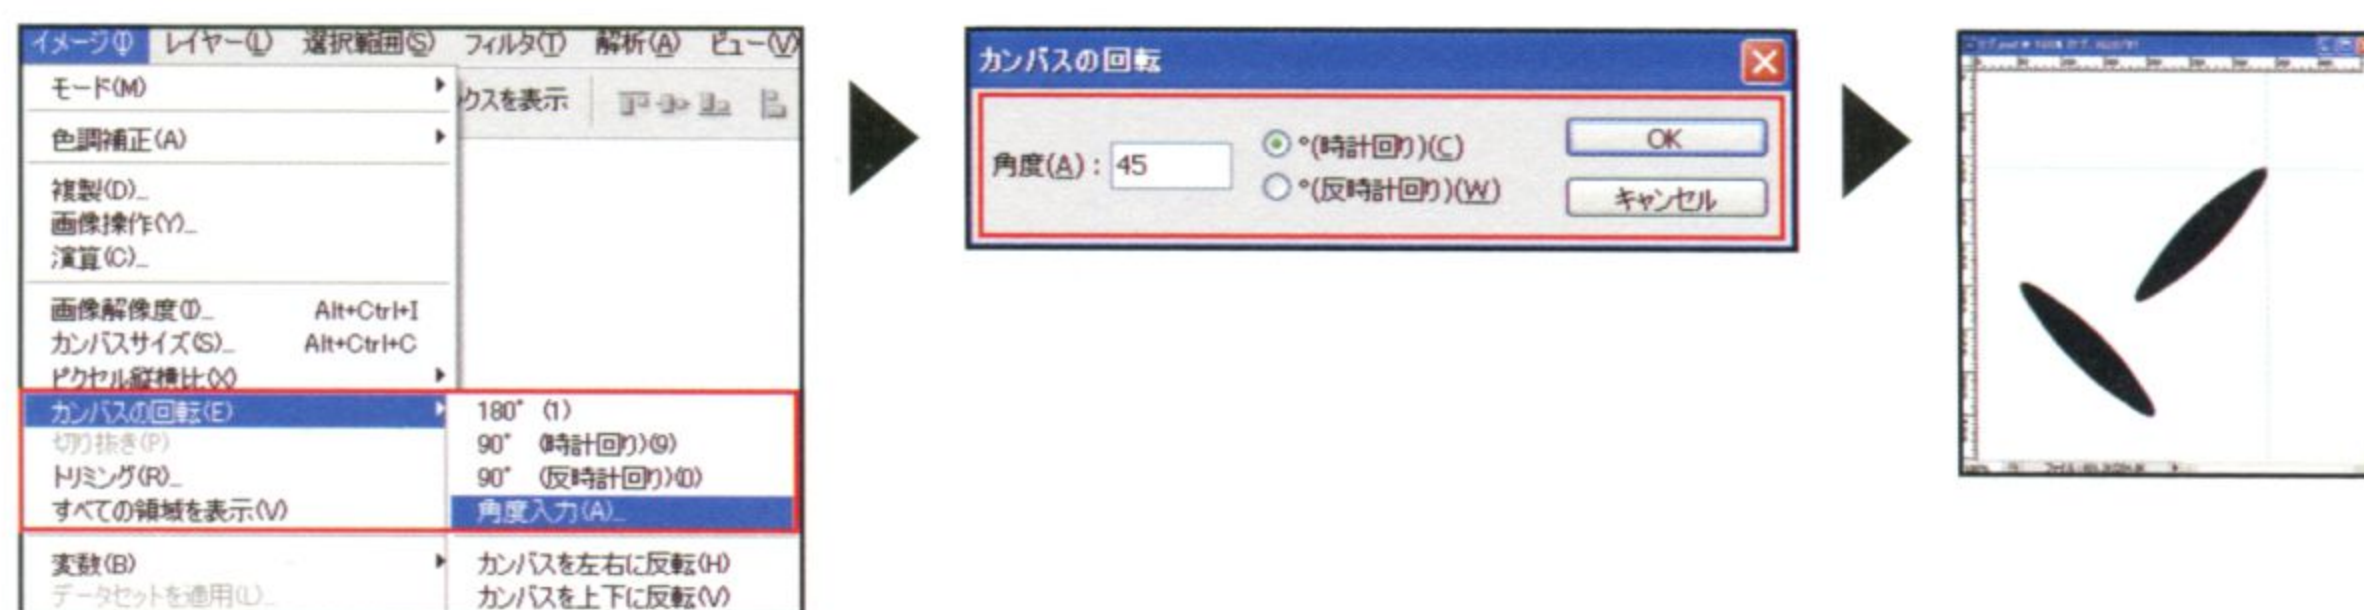 イメージ(I) レイヤー(L) 選択範囲(S) フィルタ(T) 解析(A) ビュー(V)
モード(M)
クスを表示
色調補正(A)
複製(D)...
画像操作(Y)...
演算(C)...
画像解像度(I)... Alt+Ctrl+I
カンバスサイズ(S)... Alt+Ctrl+C
ピクセル縦横比(X)
カンバスの回転(E)
切り抜き(P)
トリミング(R)...
すべての領域を表示(V)
変数(B)
データセットを適用(L)...
180° (1)
90° (時計回り)(9)
90° (反時計回り)(0)
角度入力(A)...
カンバスを左右に反転(H)
カンバスを上下に反転(V)
カンバスの回転
角度(A): 45
°(時計回り)(C)
°(反時計回り)(W)
OK
キャンセル